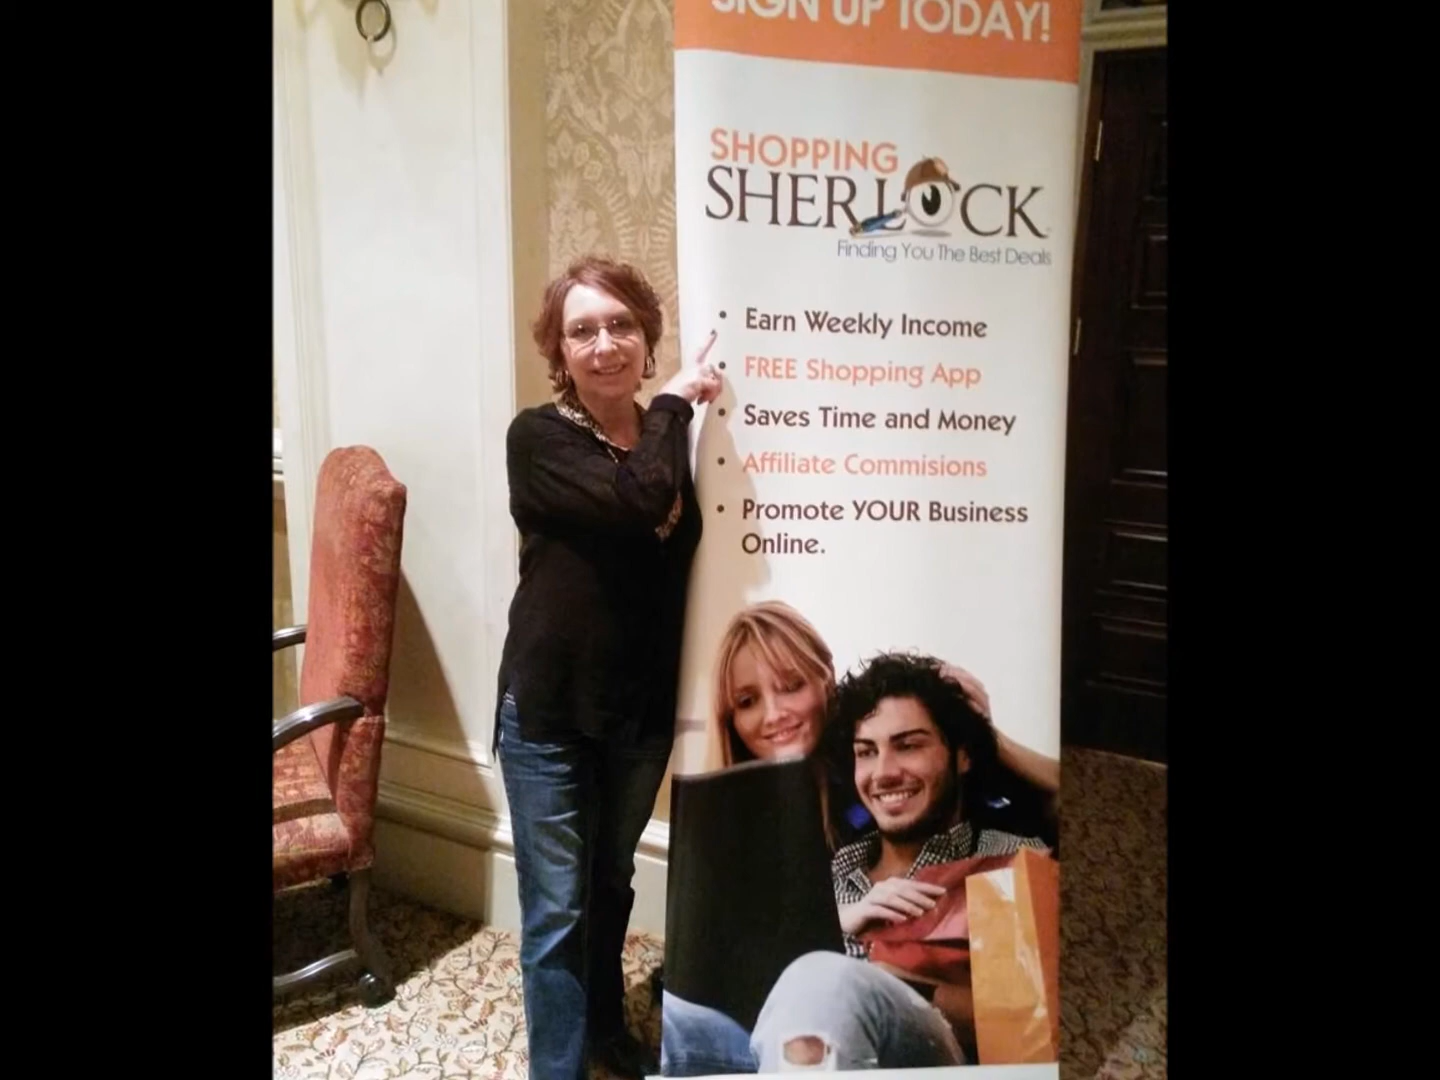 SIGN UP TODAY!
SHOPPING
SHERLOCK
Finding You The Best Deals
• Earn Weekly Income
• FREE Shopping App
• Saves Time and Money
• Affiliate Commisions
• Promote YOUR Business
Online.